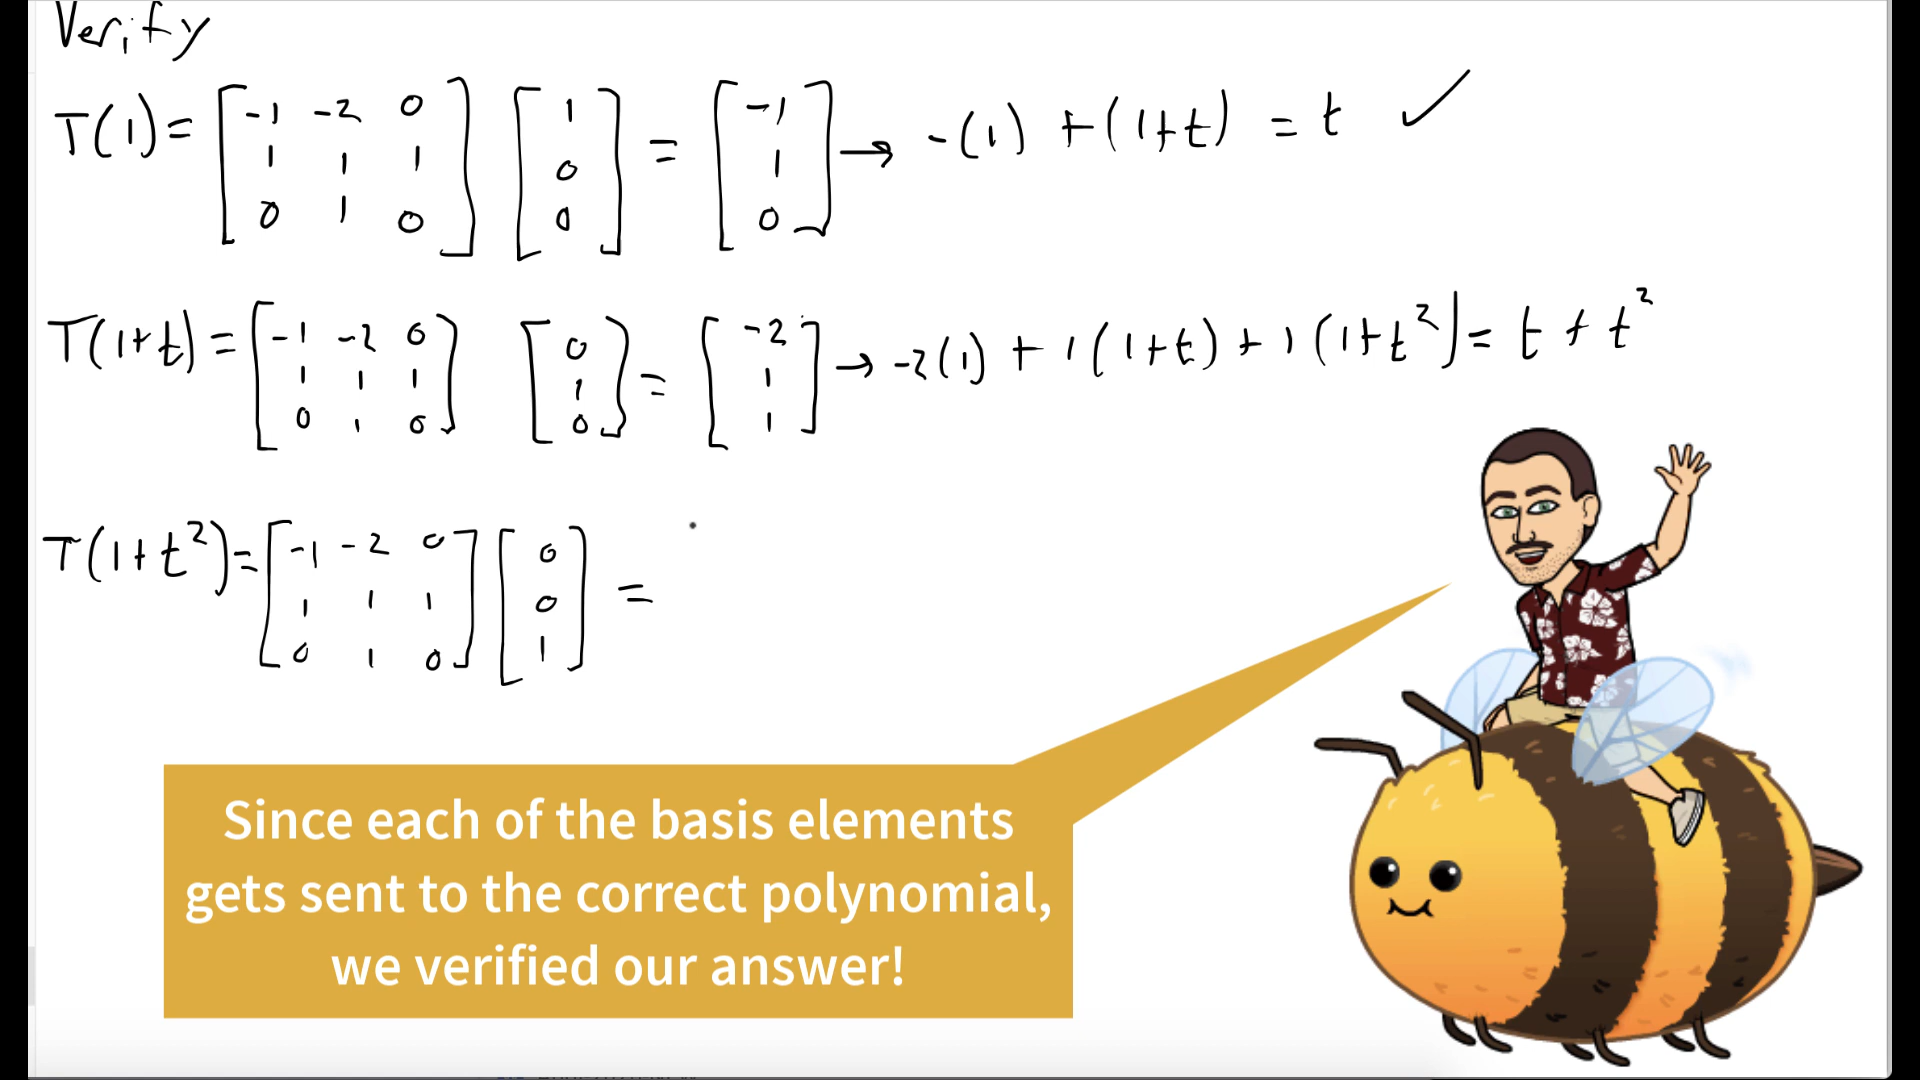 Verify
T(1)= [-1 -2 0
1 1 1
0 1 0] [1
0
0] = [-1
1
0] → -(1) +(1+t) = t ✓
T(1+t)= [-1 -2 0
1 1 1
0 1 0] [0
1
0] = [-2
1
1] → -2(1) + 1(1+t) + 1(1+t²)= t + t²
T(1+t²)= [-1 -2 0
1 1 1
0 1 0] [0
0
1] =
Since each of the basis elements
gets sent to the correct polynomial,
we verified our answer!